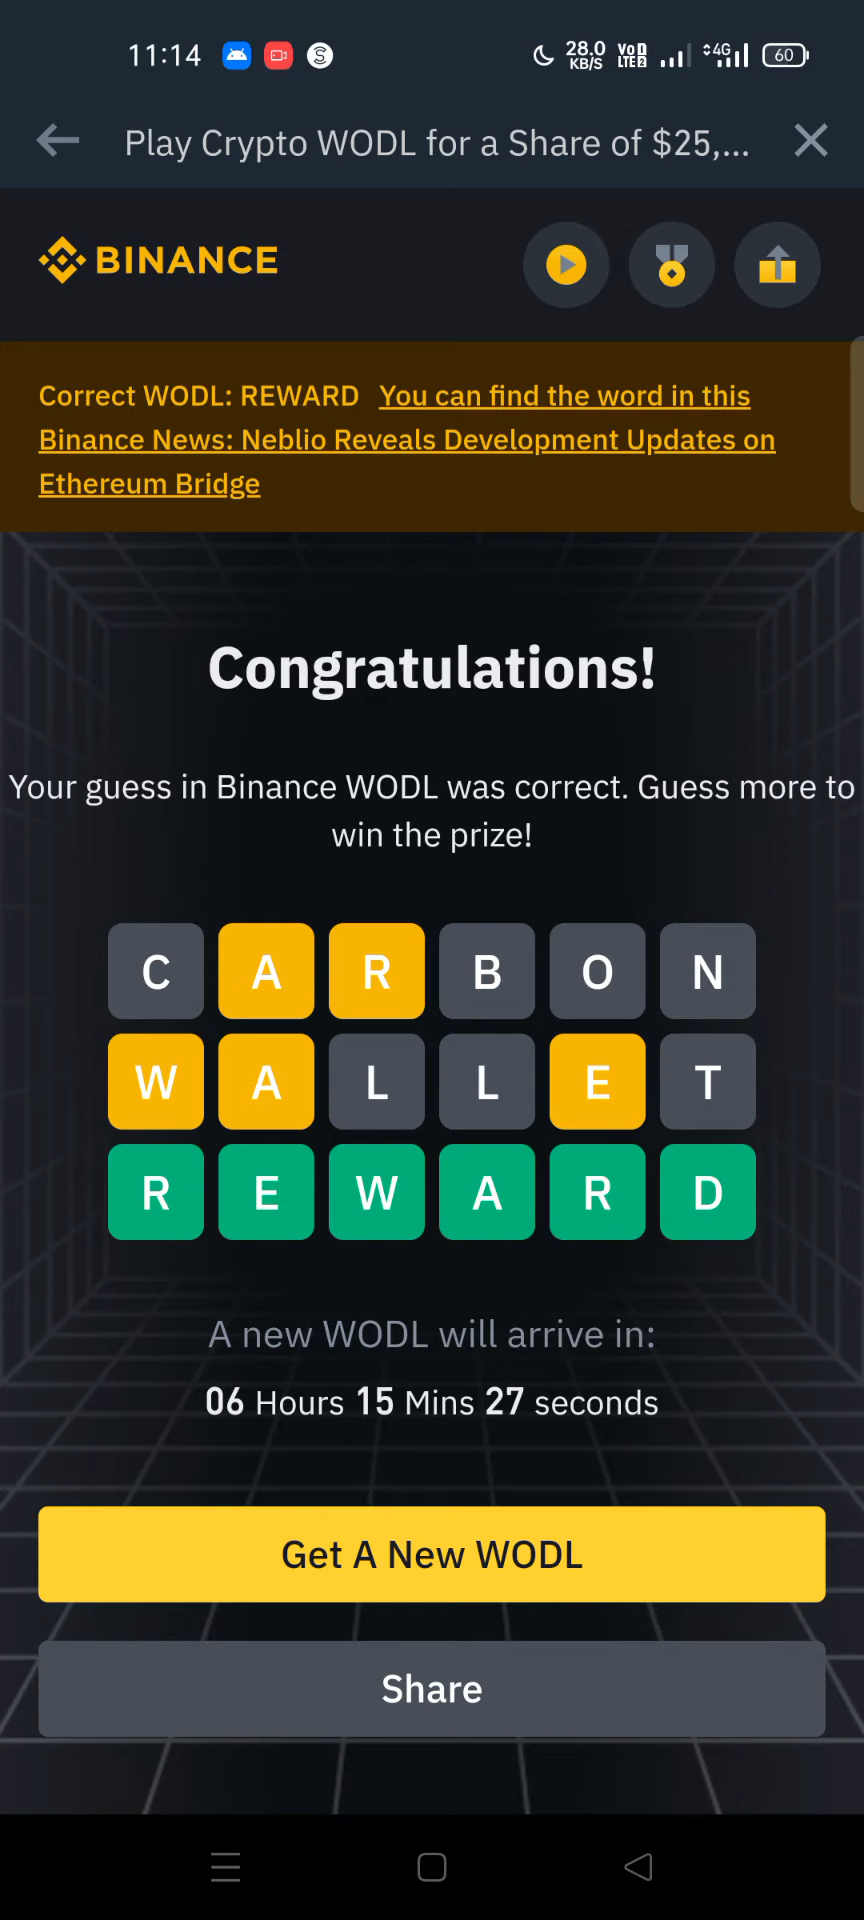 11:14 28.0 KB/S VoD LTE2 4G 60
Play Crypto WODL for a Share of $25,...
BINANCE
Correct WODL: REWARD You can find the word in this
Binance News: Neblio Reveals Development Updates on
Ethereum Bridge
Congratulations!
Your guess in Binance WODL was correct. Guess more to
win the prize!
C A R B O N
W A L L E T
R E W A R D
A new WODL will arrive in:
06 Hours 15 Mins 27 seconds
Get A New WODL
Share